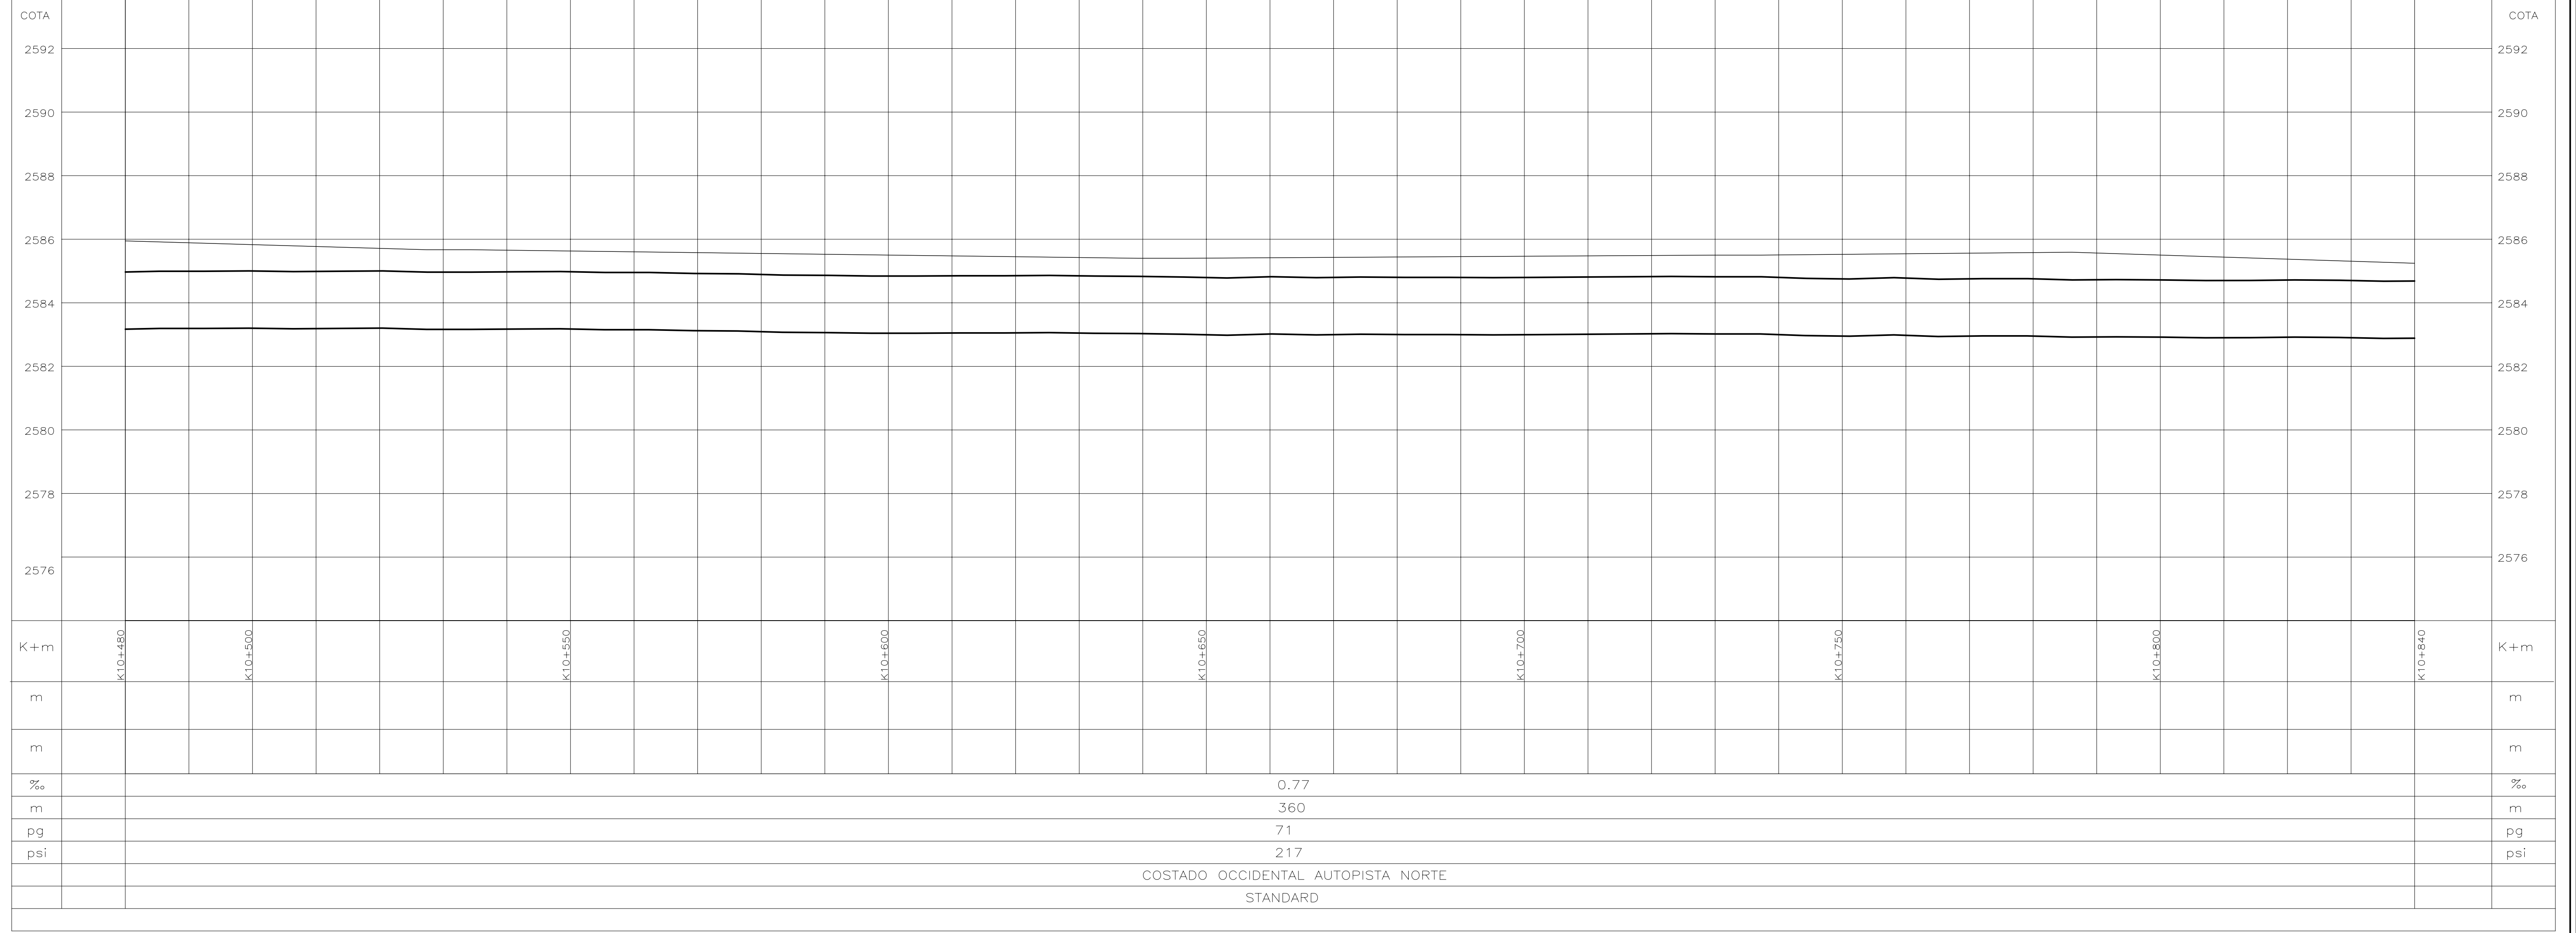 COTA COTA
2592 2592
2590 2590
2588 2588
2586 2586
2584 2584
2582 2582
2580 2580
2578 2578
2576 2576
K+m K10+480 K10+500 K10+550 K10+600 K10+650 K10+700 K10+750 K10+800 K10+840 K+m
m m
m m
‰ 0.77 ‰
m 360 m
pg 71 pg
psi 217 psi
COSTADO OCCIDENTAL AUTOPISTA NORTE
STANDARD